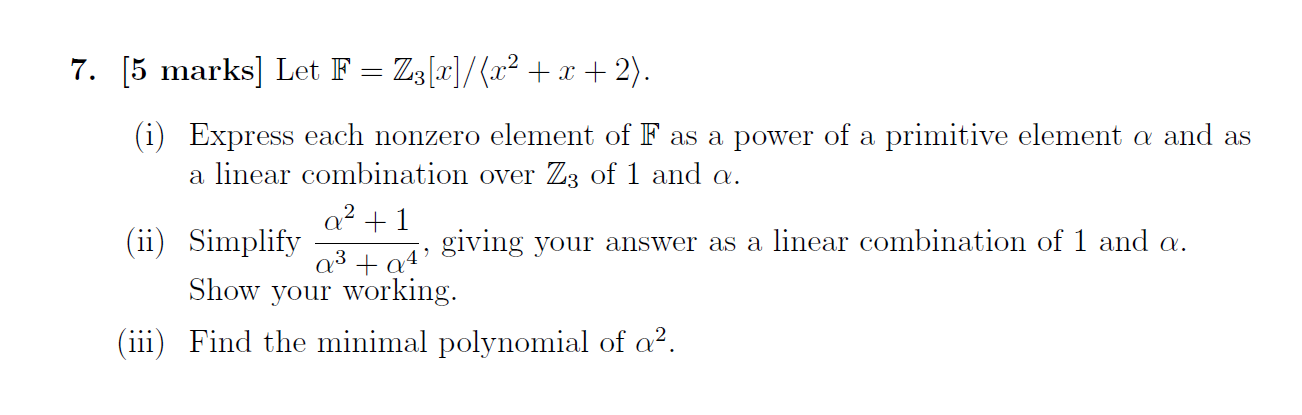 7. [5 marks] Let 𝔽 = ℤ₃[x]/⟨x² + x + 2⟩.
(i) Express each nonzero element of 𝔽 as a power of a primitive element α and as
a linear combination over ℤ₃ of 1 and α.
(ii) Simplify (α² + 1)/(α³ + α⁴), giving your answer as a linear combination of 1 and α.
Show your working.
(iii) Find the minimal polynomial of α².